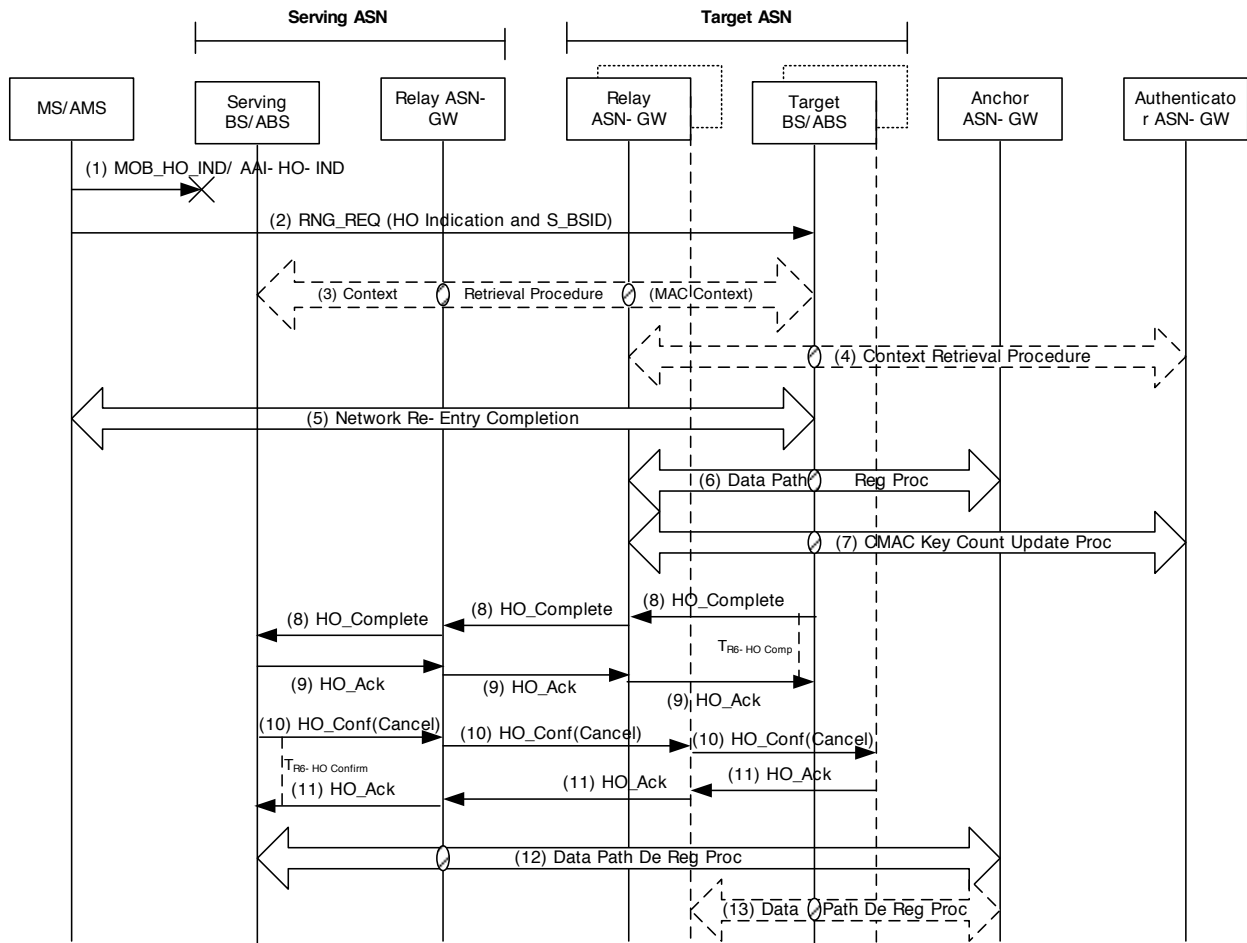 Serving ASN
Target ASN
MS/AMS
Serving
BS/ABS
Relay ASN-
GW
Relay
ASN- GW
Target
BS/ABS
Anchor
ASN- GW
Authenticato
r ASN- GW
(1) MOB_HO_IND/ AAI- HO- IND
(2) RNG_REQ (HO Indication and S_BSID)
(3) Context Retrieval Procedure (MAC Context)
(4) Context Retrieval Procedure
(5) Network Re- Entry Completion
(6) Data Path Reg Proc
(7) CMAC Key Count Update Proc
(8) HO_Complete
(8) HO_Complete
(8) HO_Complete
TR6- HO Comp
(9) HO_Ack
(9) HO_Ack
(9) HO_Ack
(10) HO_Conf(Cancel)
(10) HO_Conf(Cancel)
(10) HO_Conf(Cancel)
TR6- HO Confirm
(11) HO_Ack
(11) HO_Ack
(11) HO_Ack
(12) Data Path De Reg Proc
(13) Data Path De Reg Proc